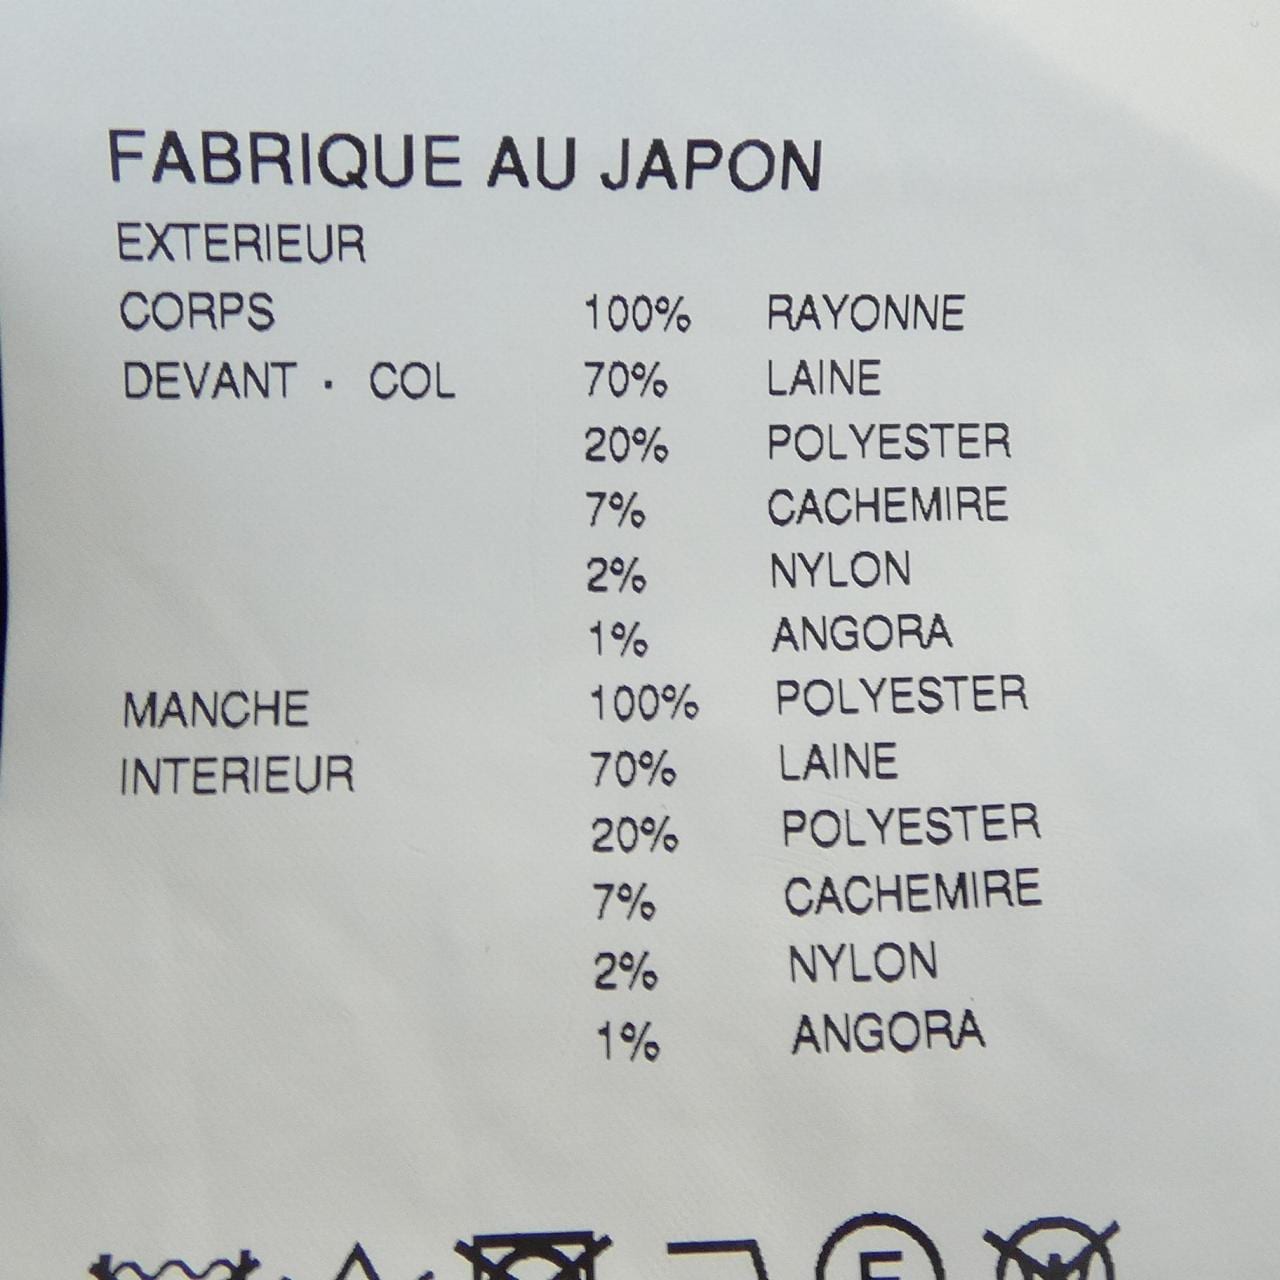 FABRIQUE AU JAPON
EXTERIEUR
CORPS 100% RAYONNE
DEVANT · COL 70% LAINE
20% POLYESTER
7% CACHEMIRE
2% NYLON
1% ANGORA
MANCHE 100% POLYESTER
INTERIEUR 70% LAINE
20% POLYESTER
7% CACHEMIRE
2% NYLON
1% ANGORA